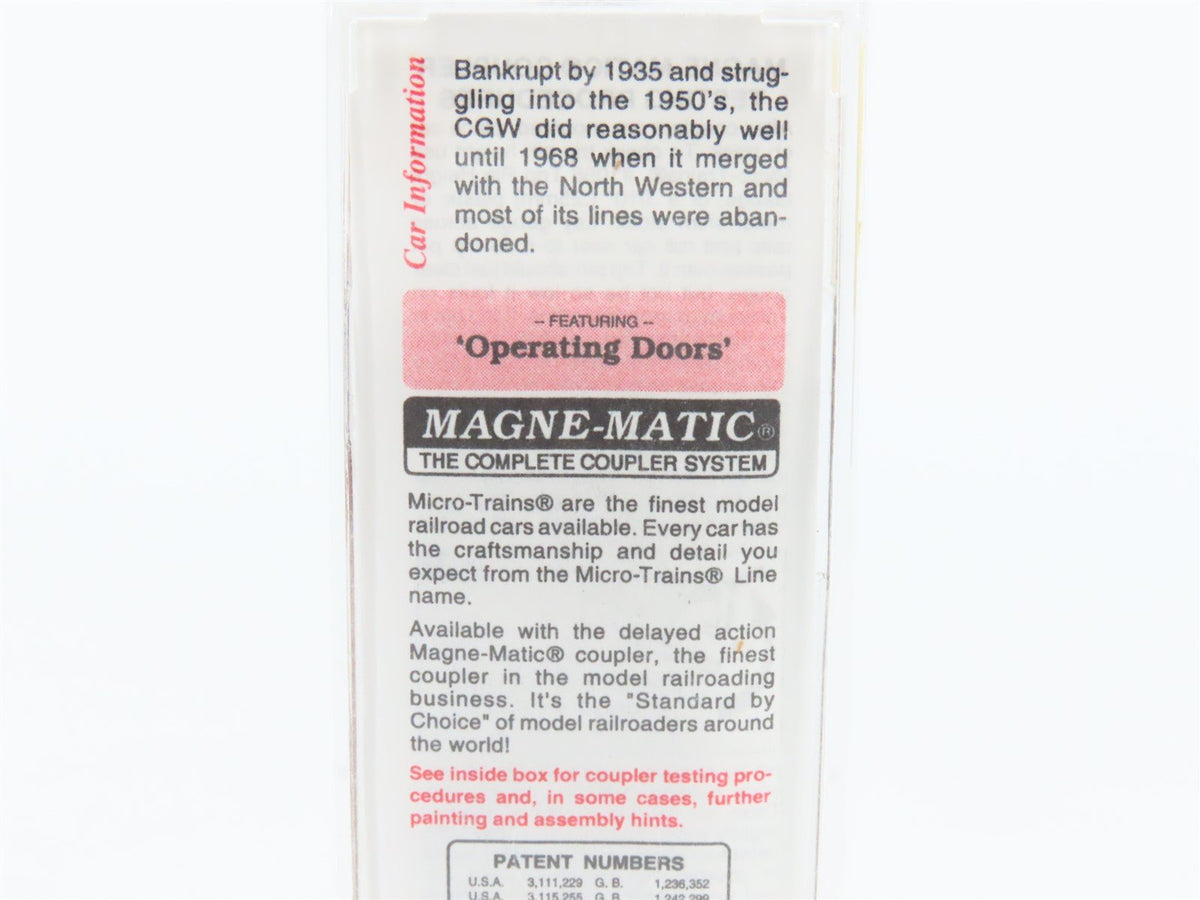 Car Information
Bankrupt by 1935 and strug-
gling into the 1950's, the
CGW did reasonably well
until 1968 when it merged
with the North Western and
most of its lines were aban-
doned.
-- FEATURING --
'Operating Doors'
MAGNE-MATIC®
THE COMPLETE COUPLER SYSTEM
Micro-Trains® are the finest model
railroad cars available. Every car has
the craftsmanship and detail you
expect from the Micro-Trains® Line
name.
Available with the delayed action
Magne-Matic® coupler, the finest
coupler in the model railroading
business. It's the "Standard by
Choice" of model railroaders around
the world!
See inside box for coupler testing pro-
cedures and, in some cases, further
painting and assembly hints.
PATENT NUMBERS
U.S.A. 3,111,229 G. B. 1,236,352
U.S.A. 3,115,255 G. B. 1,242,299